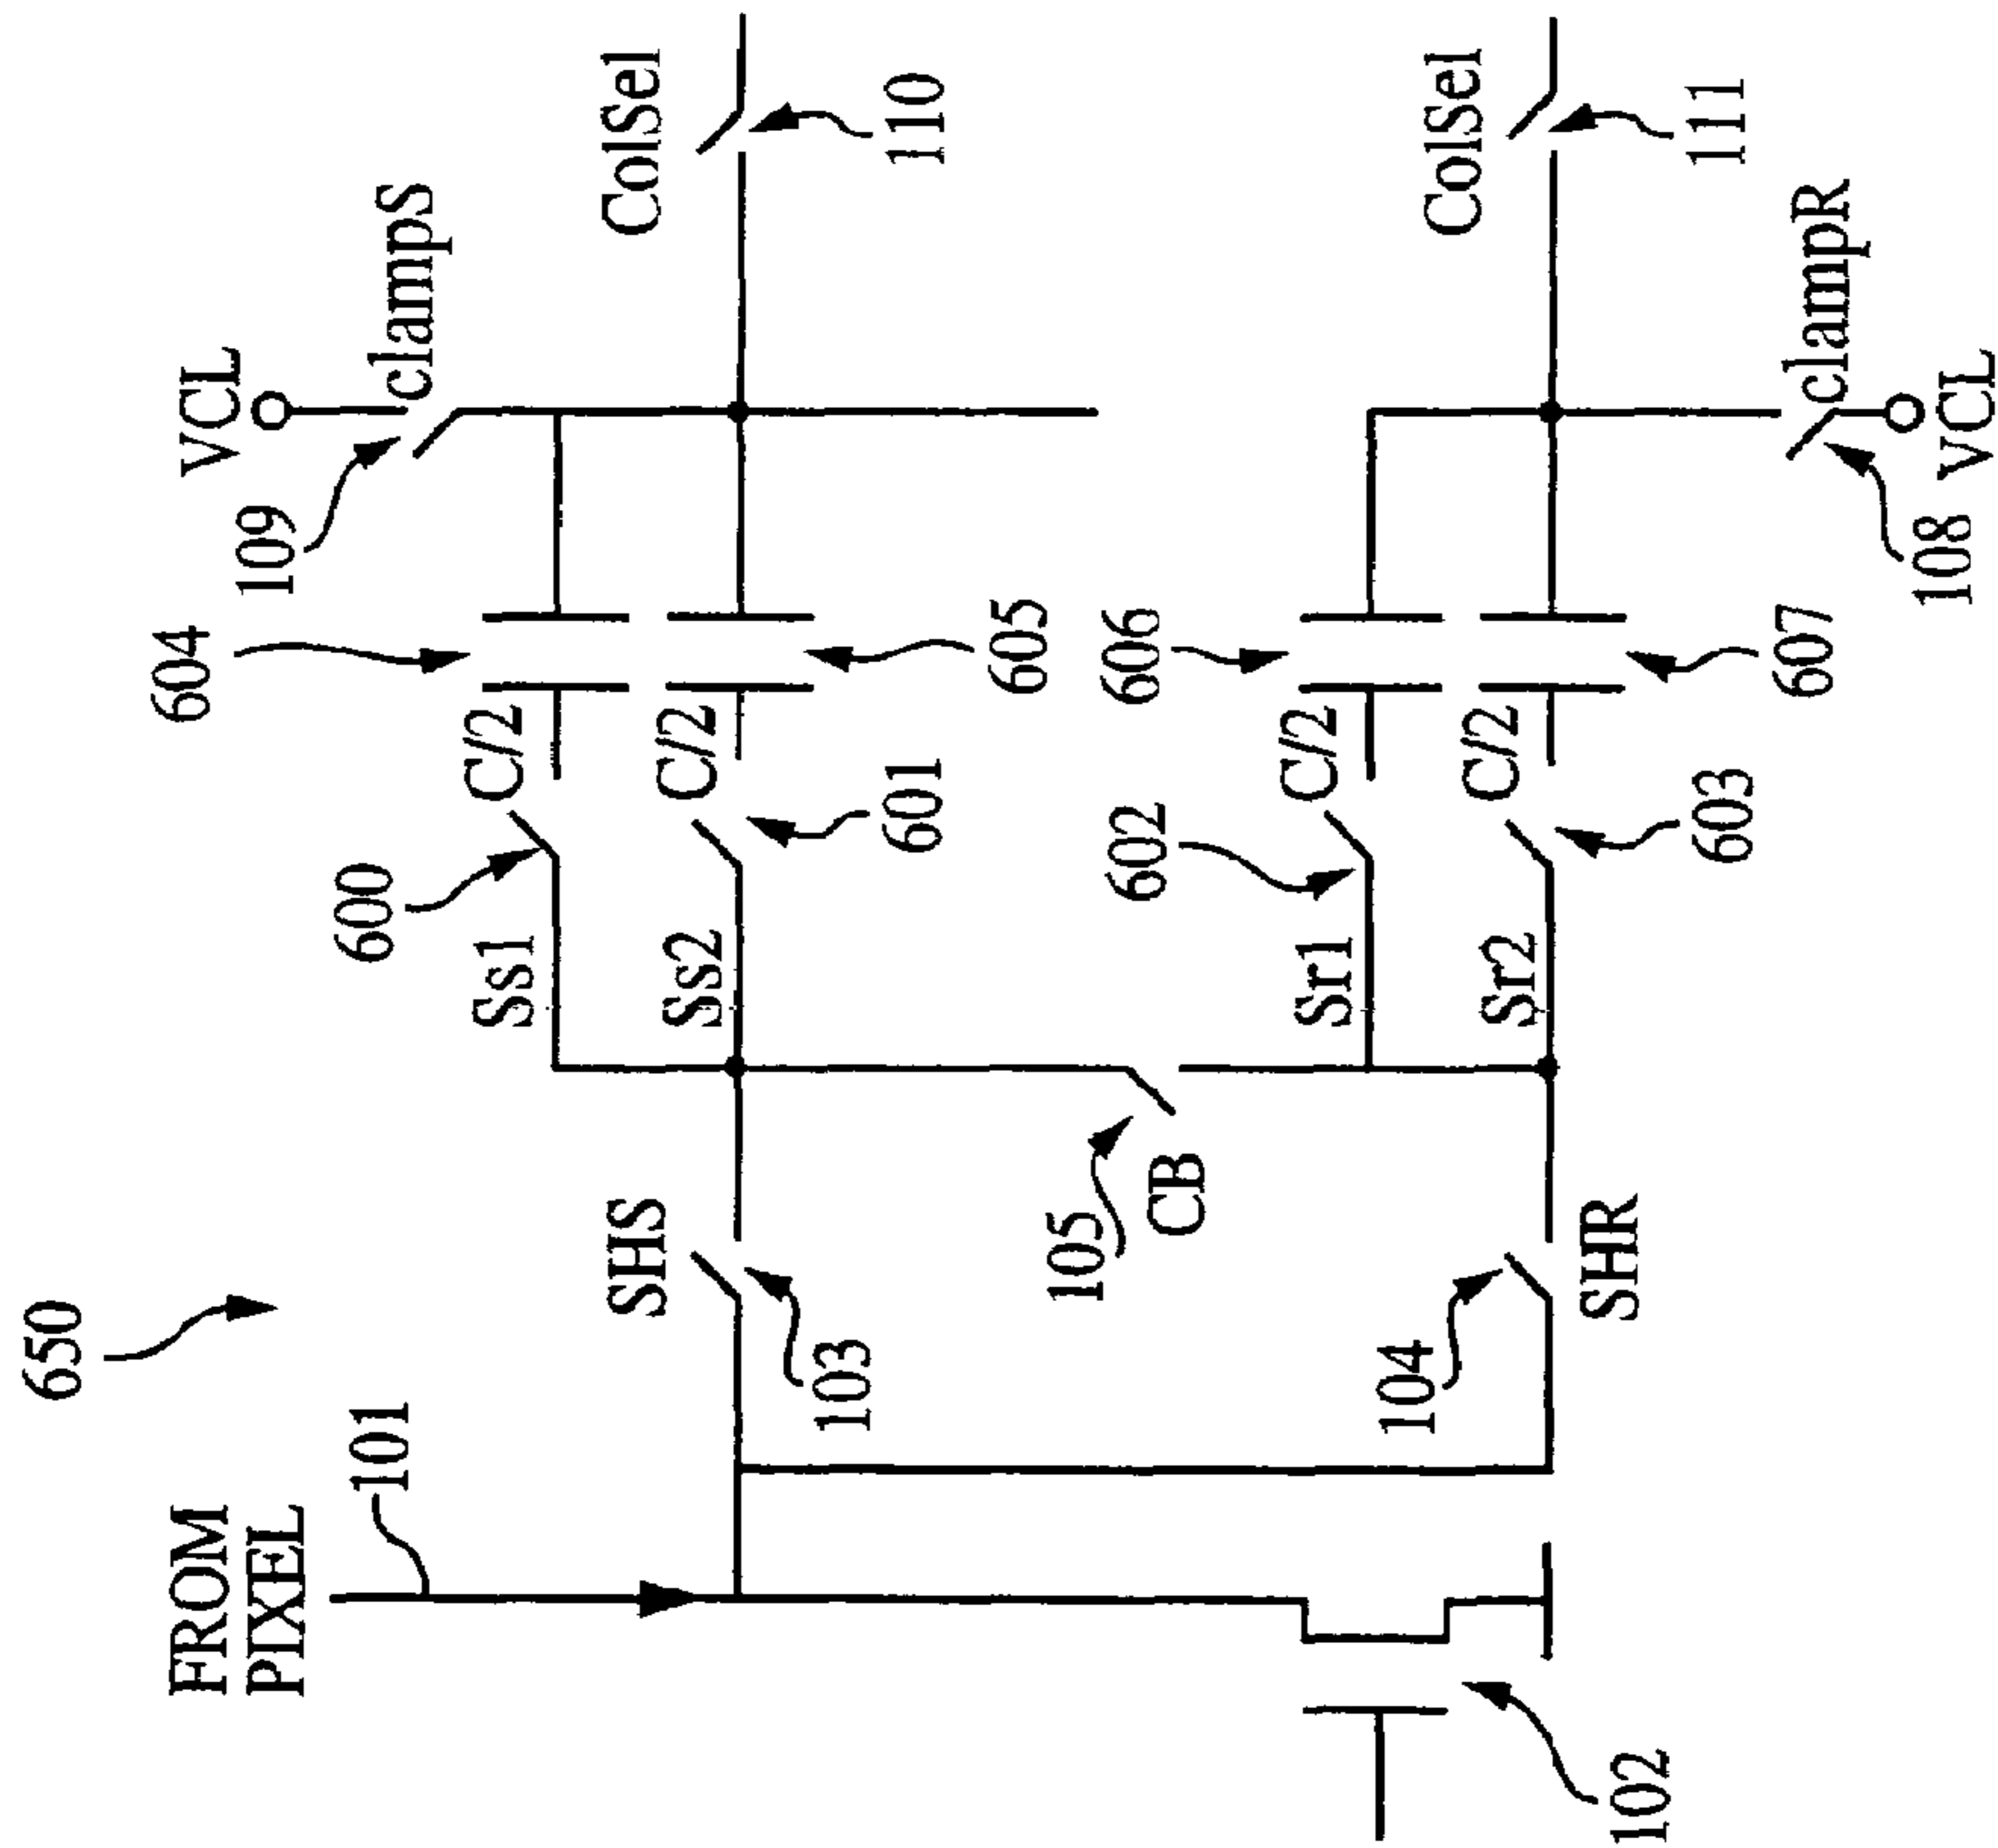 650
FROM
PIXEL
101
102
SHS
103
104
SHR
105
CB
Ss1
Ss2
Sr1
Sr2
600
601
602
603
C/2
C/2
C/2
C/2
604
605
606
607
VCL
109
clampS
ColSel
110
ColSel
111
clampR
108
VCL